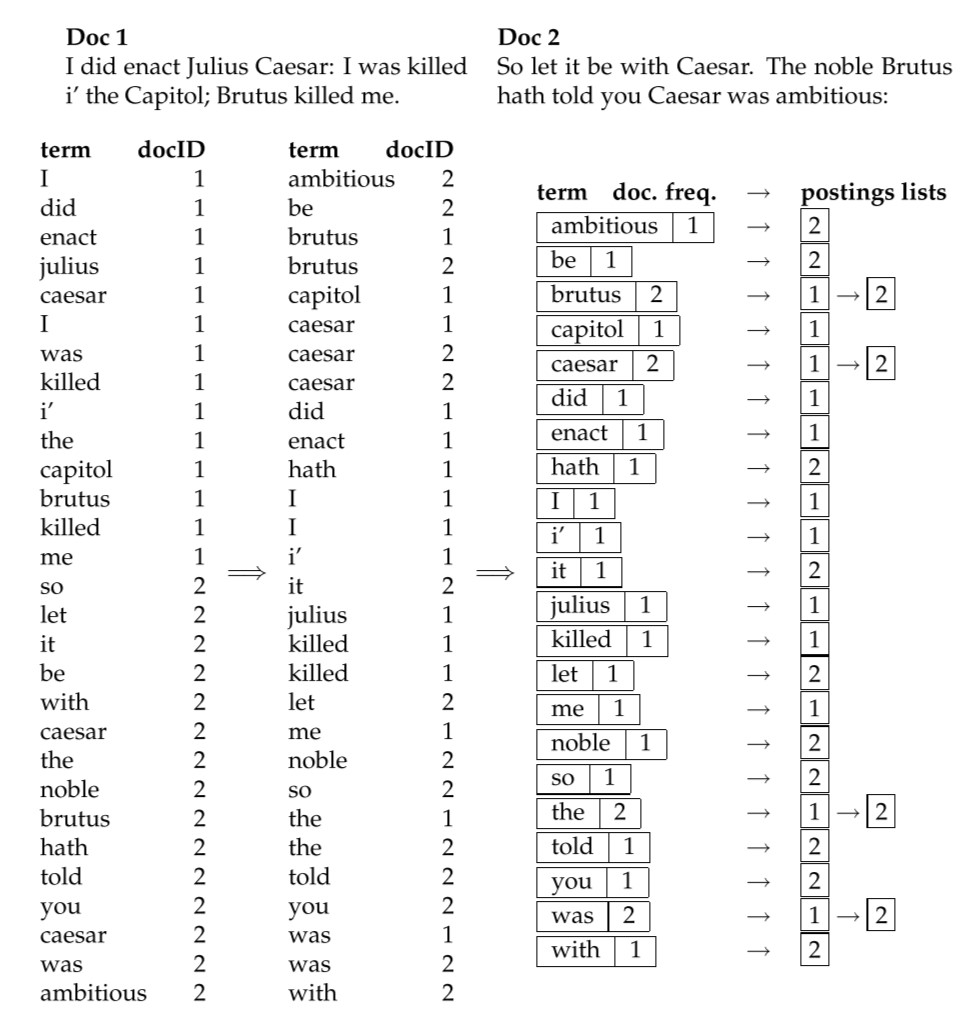 Doc 1
I did enact Julius Caesar: I was killed
i′ the Capitol; Brutus killed me.
Doc 2
So let it be with Caesar. The noble Brutus
hath told you Caesar was ambitious:
term docID
I 1
did 1
enact 1
julius 1
caesar 1
I 1
was 1
killed 1
i′ 1
the 1
capitol 1
brutus 1
killed 1
me 1
so 2
let 2
it 2
be 2
with 2
caesar 2
the 2
noble 2
brutus 2
hath 2
told 2
you 2
caesar 2
was 2
ambitious 2
⟹
term docID
ambitious 2
be 2
brutus 1
brutus 2
capitol 1
caesar 1
caesar 2
caesar 2
did 1
enact 1
hath 1
I 1
I 1
i′ 1
it 2
julius 1
killed 1
killed 1
let 2
me 1
noble 2
so 2
the 1
the 2
told 2
you 2
was 1
was 2
with 2
⟹
term doc. freq. → postings lists
ambitious 1 → 2
be 1 → 2
brutus 2 → 1 → 2
capitol 1 → 1
caesar 2 → 1 → 2
did 1 → 1
enact 1 → 1
hath 1 → 2
I 1 → 1
i′ 1 → 1
it 1 → 2
julius 1 → 1
killed 1 → 1
let 1 → 2
me 1 → 1
noble 1 → 2
so 1 → 2
the 2 → 1 → 2
told 1 → 2
you 1 → 2
was 2 → 1 → 2
with 1 → 2